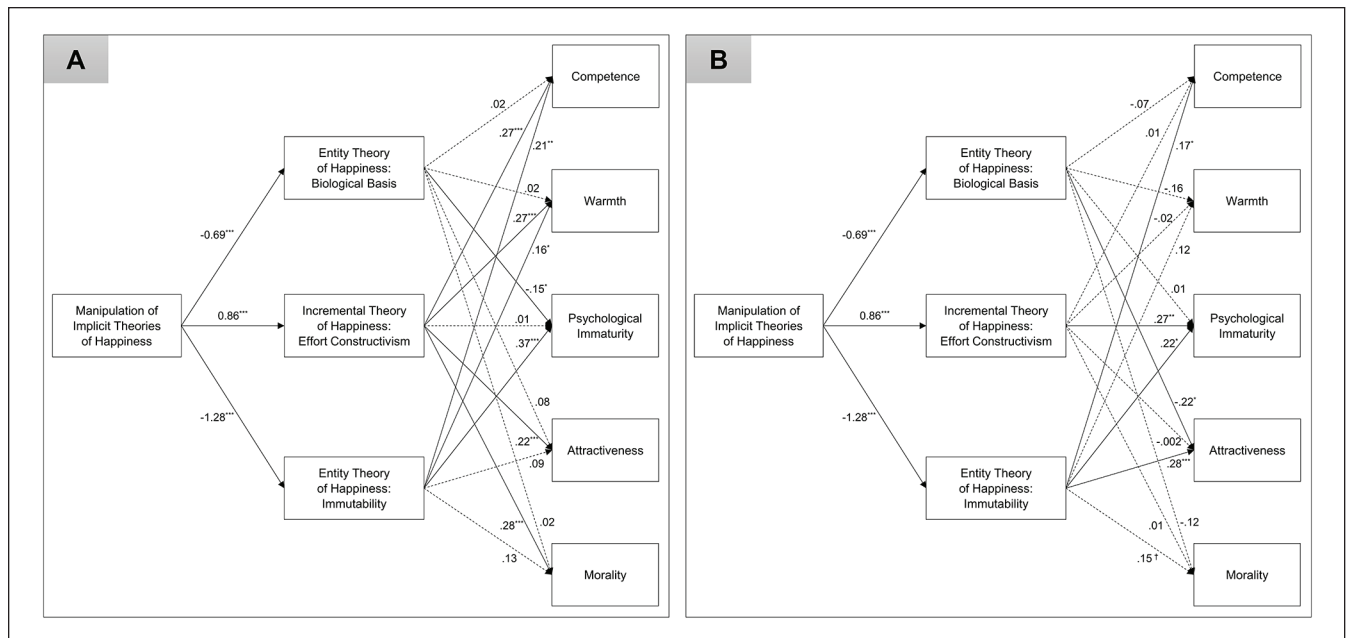 A
Competence
.02
.27***
.21**
Entity Theory
of Happiness:
Biological Basis
.02
Warmth
.27***
-0.69***
.16*
-.15*
Manipulation of
Implicit Theories
of Happiness
0.86***
Incremental Theory
of Happiness:
Effort Constructivism
.01
.37***
Psychological
Immaturity
-1.28***
.08
.22***
.09
Attractiveness
Entity Theory
of Happiness:
Immutability
.28***
.02
.13
Morality
B
Competence
-.07
.01
.17*
Entity Theory
of Happiness:
Biological Basis
-.16
Warmth
-.02
-0.69***
.12
.01
Manipulation of
Implicit Theories
of Happiness
0.86***
Incremental Theory
of Happiness:
Effort Constructivism
.27**
.22*
Psychological
Immaturity
-1.28***
-.22*
-.002
.28***
Attractiveness
Entity Theory
of Happiness:
Immutability
.01
-.12
.15†
Morality